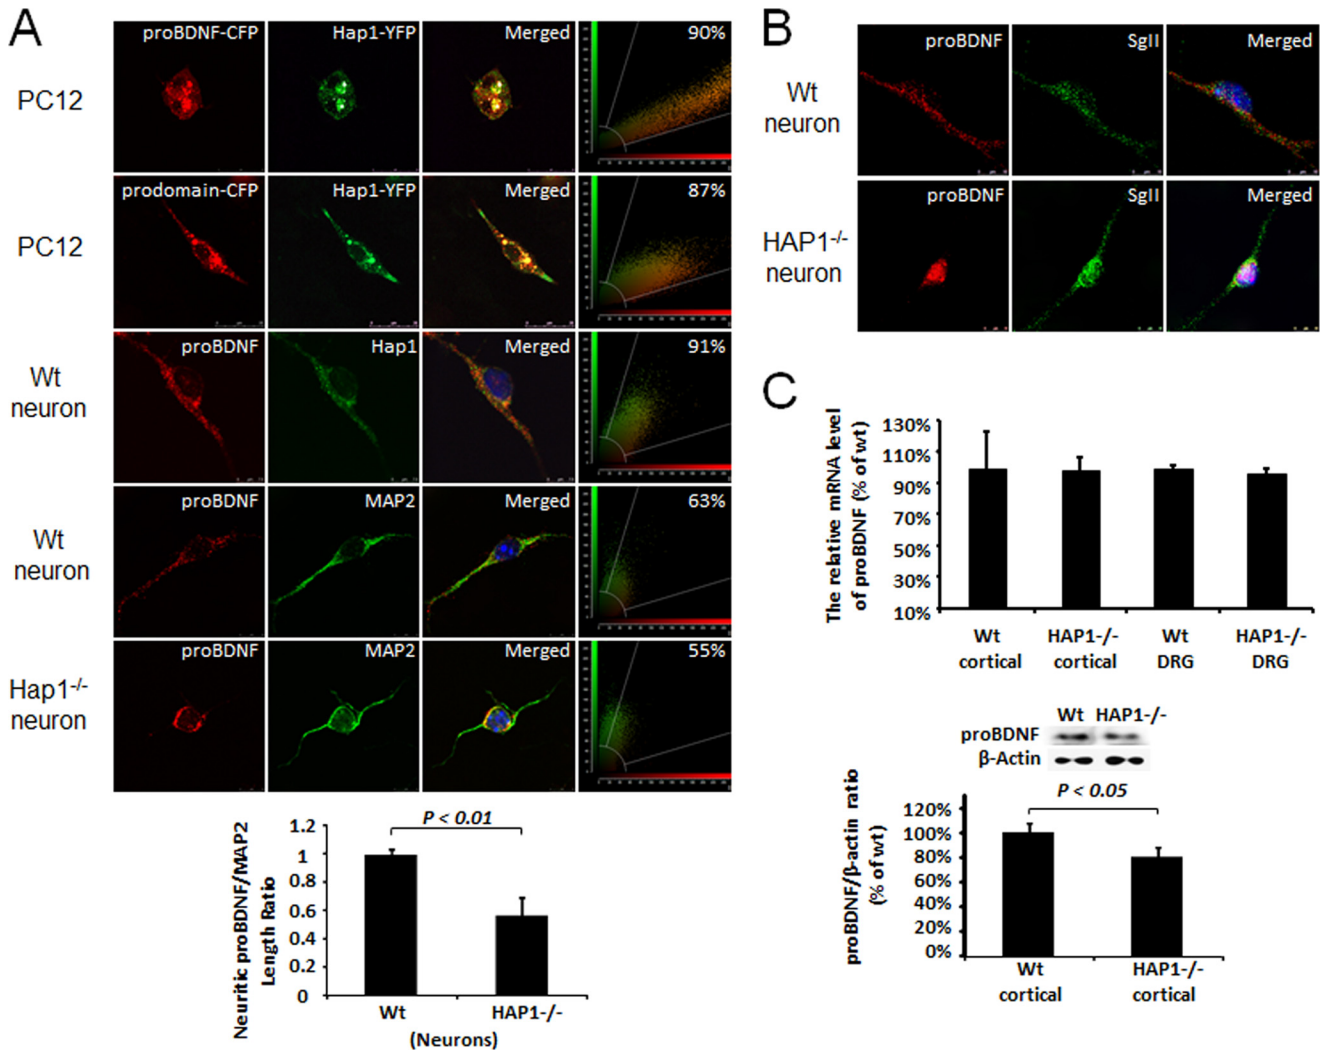 A
proBDNF-CFP Hap1-YFP Merged 90%
PC12
prodomain-CFP Hap1-YFP Merged 87%
PC12
proBDNF Hap1 Merged 91%
Wt
neuron
proBDNF MAP2 Merged 63%
Wt
neuron
proBDNF MAP2 Merged 55%
Hap1-/-
neuron
Neuritic proBDNF/MAP2
Length Ratio
1.2
1
0.8
0.6
0.4
0.2
0
P < 0.01
Wt HAP1-/-
(Neurons)
B
proBDNF SgII Merged
Wt
neuron
proBDNF SgII Merged
HAP1-/-
neuron
C
The relative mRNA level
of proBDNF (% of wt)
130%
110%
90%
70%
50%
30%
10%
Wt HAP1-/- Wt HAP1-/-
cortical cortical DRG DRG
Wt HAP1-/-
proBDNF
β-Actin
proBDNF/β-actin ratio
(% of wt)
P < 0.05
120%
100%
80%
60%
40%
20%
0%
Wt HAP1-/-
cortical cortical